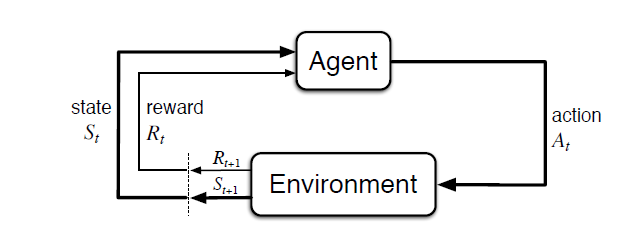 Agent
state
S_t
reward
R_t
action
A_t
R_{t+1}
S_{t+1}
Environment